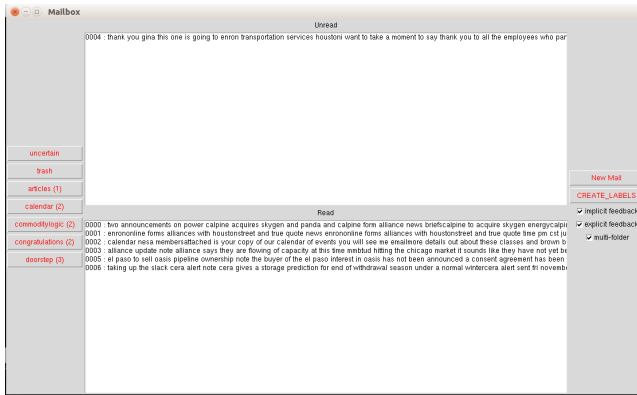 Mailbox
Unread
0004 : thank you gina this one is going to enron transportation services houstoni want to take a moment to say thank you to all the employees who par
uncertain
trash
articles (1)
calendar (2)
commoditylogic (2)
congratulations (2)
doorstep (3)
Read
0000 : two announcements on power calpine acquires skygen and panda and calpine form alliance news briefscalpine to acquire skygen energycalpi
0001 : enrononline forms alliances with houstonstreet and true quote news enrononline forms alliances with houstonstreet and true quote time pm cst ju
0002 : calendar nesa membersattached is your copy of our calendar of events you will see me emailmore details out about these classes and brown b
0003 : alliance update note alliance says they are flowing of capacity at this time mmbtud hitting the chicago market it sounds like they have not yet be
0005 : el paso to sell oasis pipeline ownership note the buyer of the el paso interest in oasis has not been announced a consent agreement has been
0006 : taking up the slack cera alert note cera gives a storage prediction for end of withdrawal season under a normal wintercera alert sent fri novembe
New Mail
CREATE_LABELS
implicit feedback
explicit feedback
multi-folder